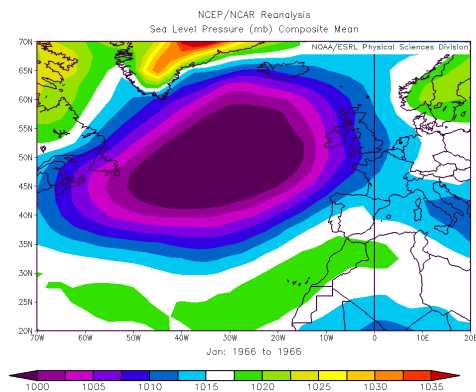 NCEP/NCAR Reanalysis
Sea Level Pressure (mb) Composite Mean
NOAA/ESRL Physical Sciences Division
70N
65N
60N
55N
50N
45N
40N
35N
30N
25N
20N
70W 60W 50W 40W 30W 20W 10W 0 10E 20E
Jan: 1966 to 1966
1000 1005 1010 1015 1020 1025 1030 1035